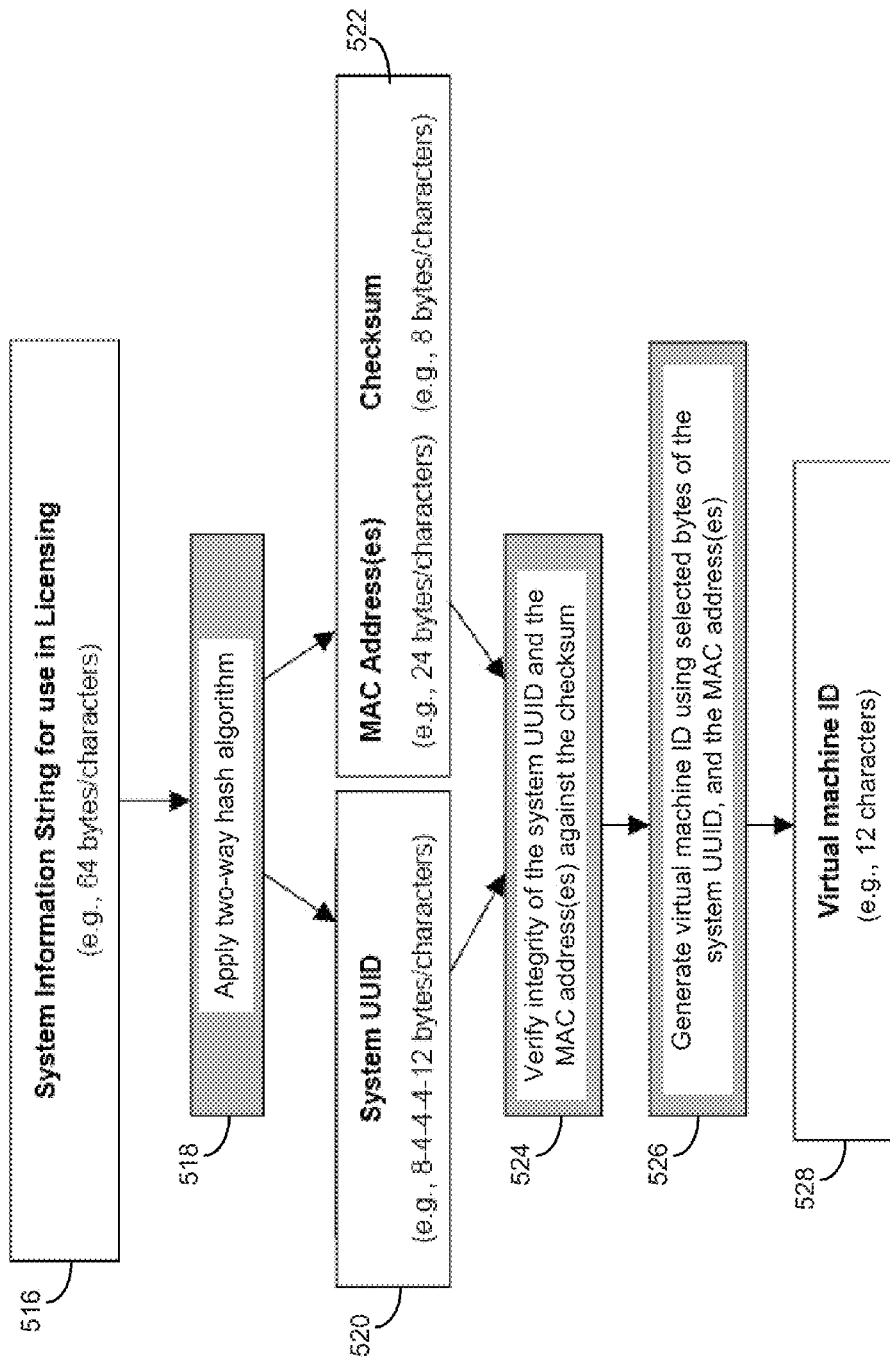 System Information String for use in Licensing
(e.g., 64 bytes/characters)
516
Apply two-way hash algorithm
518
System UUID
(e.g., 8-4-4-4-12 bytes/characters)
520
MAC Address(es) Checksum
(e.g., 24 bytes/characters) (e.g., 8 bytes/characters)
522
Verify integrity of the system UUID and the
MAC address(es) against the checksum
524
Generate virtual machine ID using selected bytes of the
system UUID, and the MAC address(es)
526
Virtual machine ID
(e.g., 12 characters)
528